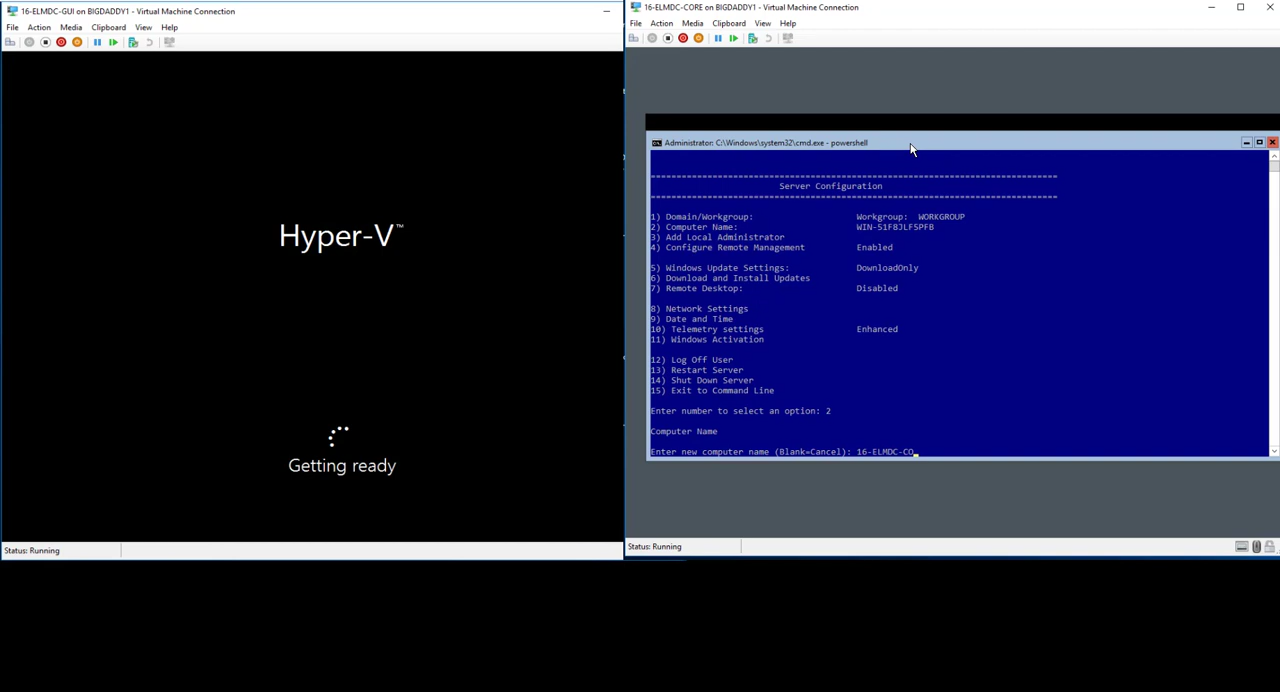 16-ELMDC-GUI on BIGDADDY1 - Virtual Machine Connection
File Action Media Clipboard View Help
Hyper-V™
Getting ready
Status: Running
16-ELMDC-CORE on BIGDADDY1 - Virtual Machine Connection
File Action Media Clipboard View Help
Administrator: C:\Windows\system32\cmd.exe - powershell
===============================================================================
Server Configuration
===============================================================================
1) Domain/Workgroup: Workgroup: WORKGROUP
2) Computer Name: WIN-51F8JLF5PFB
3) Add Local Administrator
4) Configure Remote Management Enabled
5) Windows Update Settings: DownloadOnly
6) Download and Install Updates
7) Remote Desktop: Disabled
8) Network Settings
9) Date and Time
10) Telemetry settings Enhanced
11) Windows Activation
12) Log Off User
13) Restart Server
14) Shut Down Server
15) Exit to Command Line
Enter number to select an option: 2
Computer Name
Enter new computer name (Blank=Cancel): 16-ELMDC-CO_
Status: Running